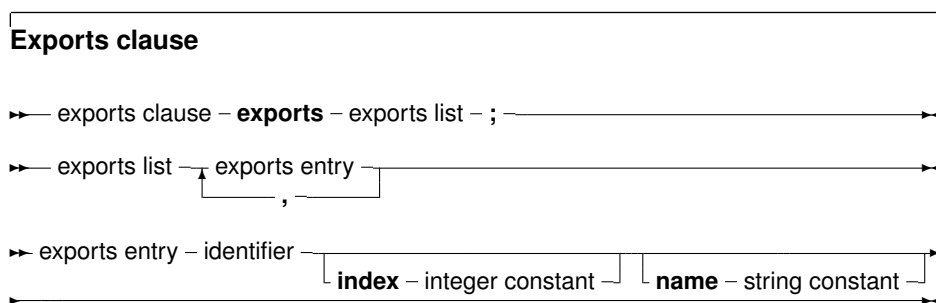 Exports clause
exports clause – exports – exports list – ;
exports list – exports entry
,
exports entry – identifier
index – integer constant – name – string constant